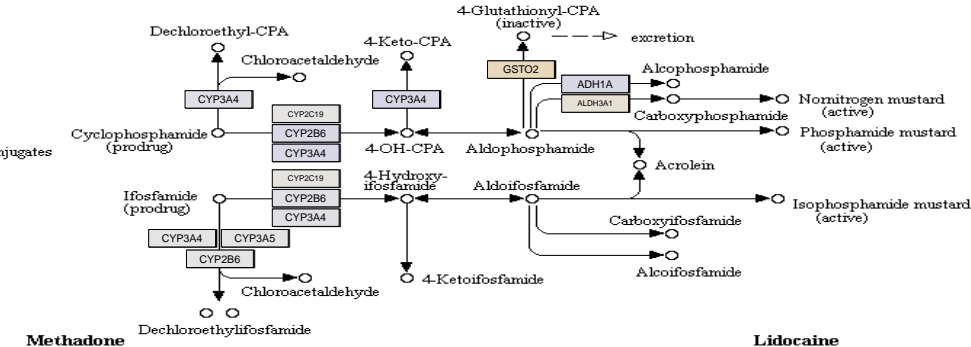 4-Glutathionyl-CPA
(inactive)
excretion
Dechloroethyl-CPA
4-Keto-CPA
Chloroacetaldehyde
GSTO2
Alcophosphamide
ADH1A
CYP3A4
CYP3A4
ALDH3A1
Nornitrogen mustard
(active)
CYP2C19
Carboxyphosphamide
Cyclophosphamide
(prodrug)
CYP2B6
Phosphamide mustard
(active)
CYP3A4
4-OH-CPA
Aldophosphamide
njugates
Acrolein
CYP2C19
4-Hydroxy-
ifosfamide
Aldoifosfamide
Ifosfamide
(prodrug)
CYP2B6
Isophosphamide mustard
(active)
CYP3A4
Carboxyifosfamide
CYP3A4
CYP3A5
CYP2B6
Alcoifosfamide
4-Ketoifosfamide
Chloroacetaldehyde
Dechloroethylifosfamide
Methadone
Lidocaine